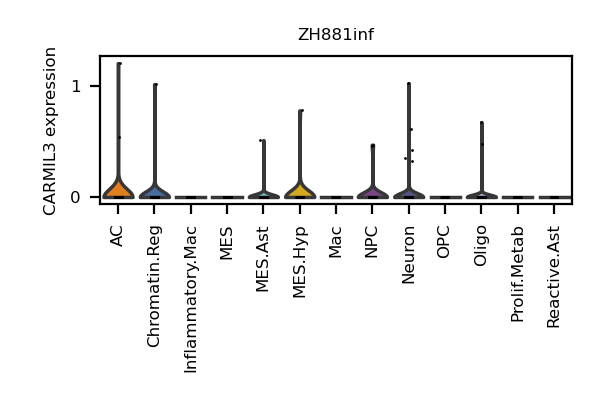 ZH881inf
CARMIL3 expression
1
0
AC
Chromatin.Reg
Inflammatory.Mac
MES
MES.Ast
MES.Hyp
Mac
NPC
Neuron
OPC
Oligo
Prolif.Metab
Reactive.Ast